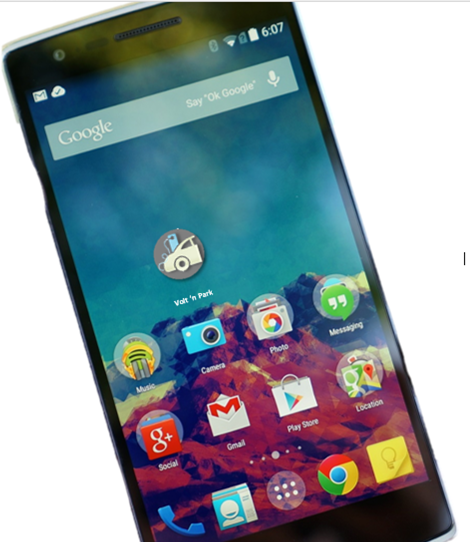 6:07
Google
Say "Ok Google"
Volt 'n Park
Music
Camera
Photo
Messaging
Social
Gmail
Play Store
Location
g+